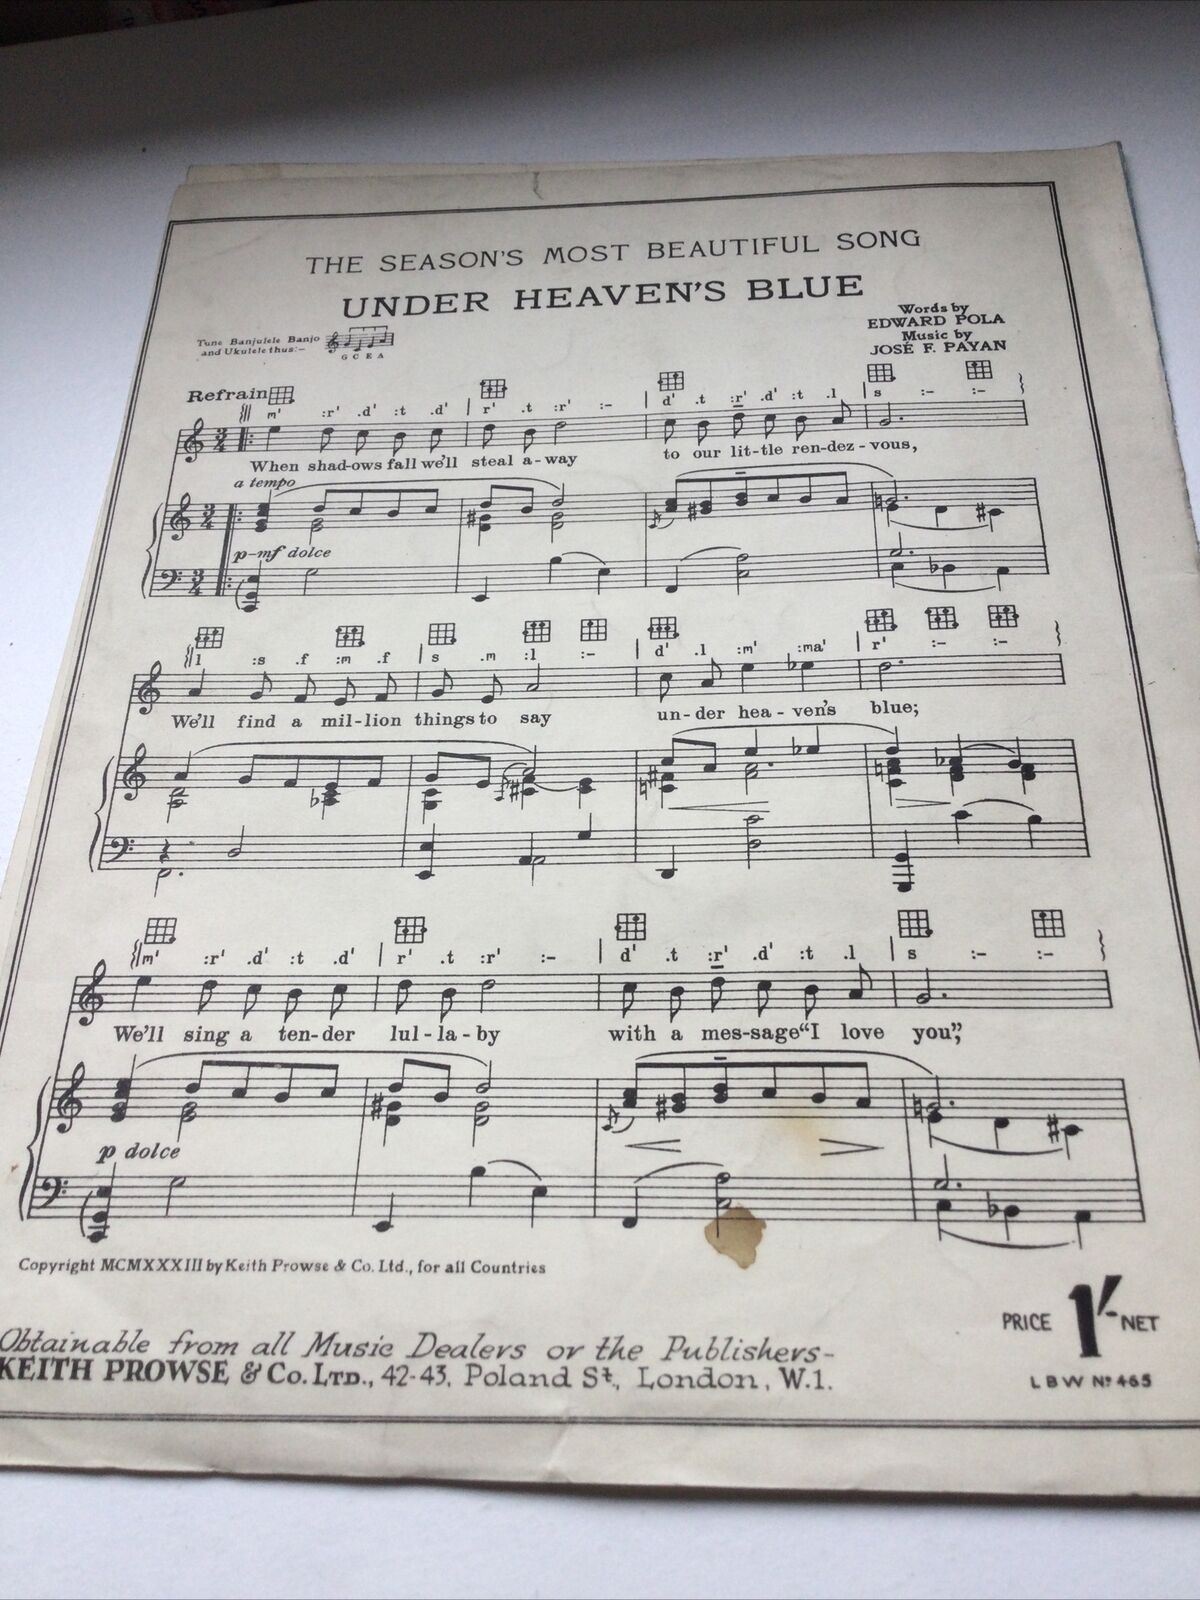 THE SEASON'S MOST BEAUTIFUL SONG
UNDER HEAVEN'S BLUE
Words by
EDWARD POLA
Music by
JOSÉ F. PAYAN
Tune Banjulele Banjo
and Ukulele thus:–
G C E A
Refrain
m' :r' .d' :t .d' | r' .t :r' :– | d' .t :r' .d' :t .l | s :– :–
When shad-ows fall we'll steal a-way to our lit-tle ren-dez-vous,
a tempo
p-mf dolce
l :s .f :m .f | s .m :l :– | d' .l :m' :ma' | r' :– :–
We'll find a mil-lion things to say un-der hea-ven's blue;
m' :r' .d' :t .d' | r' .t :r' :– | d' .t :r' .d' :t .l | s :– :–
We'll sing a ten-der lul-la-by with a mes-sage "I love you",
p dolce
Copyright MCMXXXIII by Keith Prowse & Co. Ltd., for all Countries
PRICE 1/- NET
Obtainable from all Music Dealers or the Publishers-
KEITH PROWSE & Co. LTD., 42-43, Poland St., London, W.1.
L B W No 465